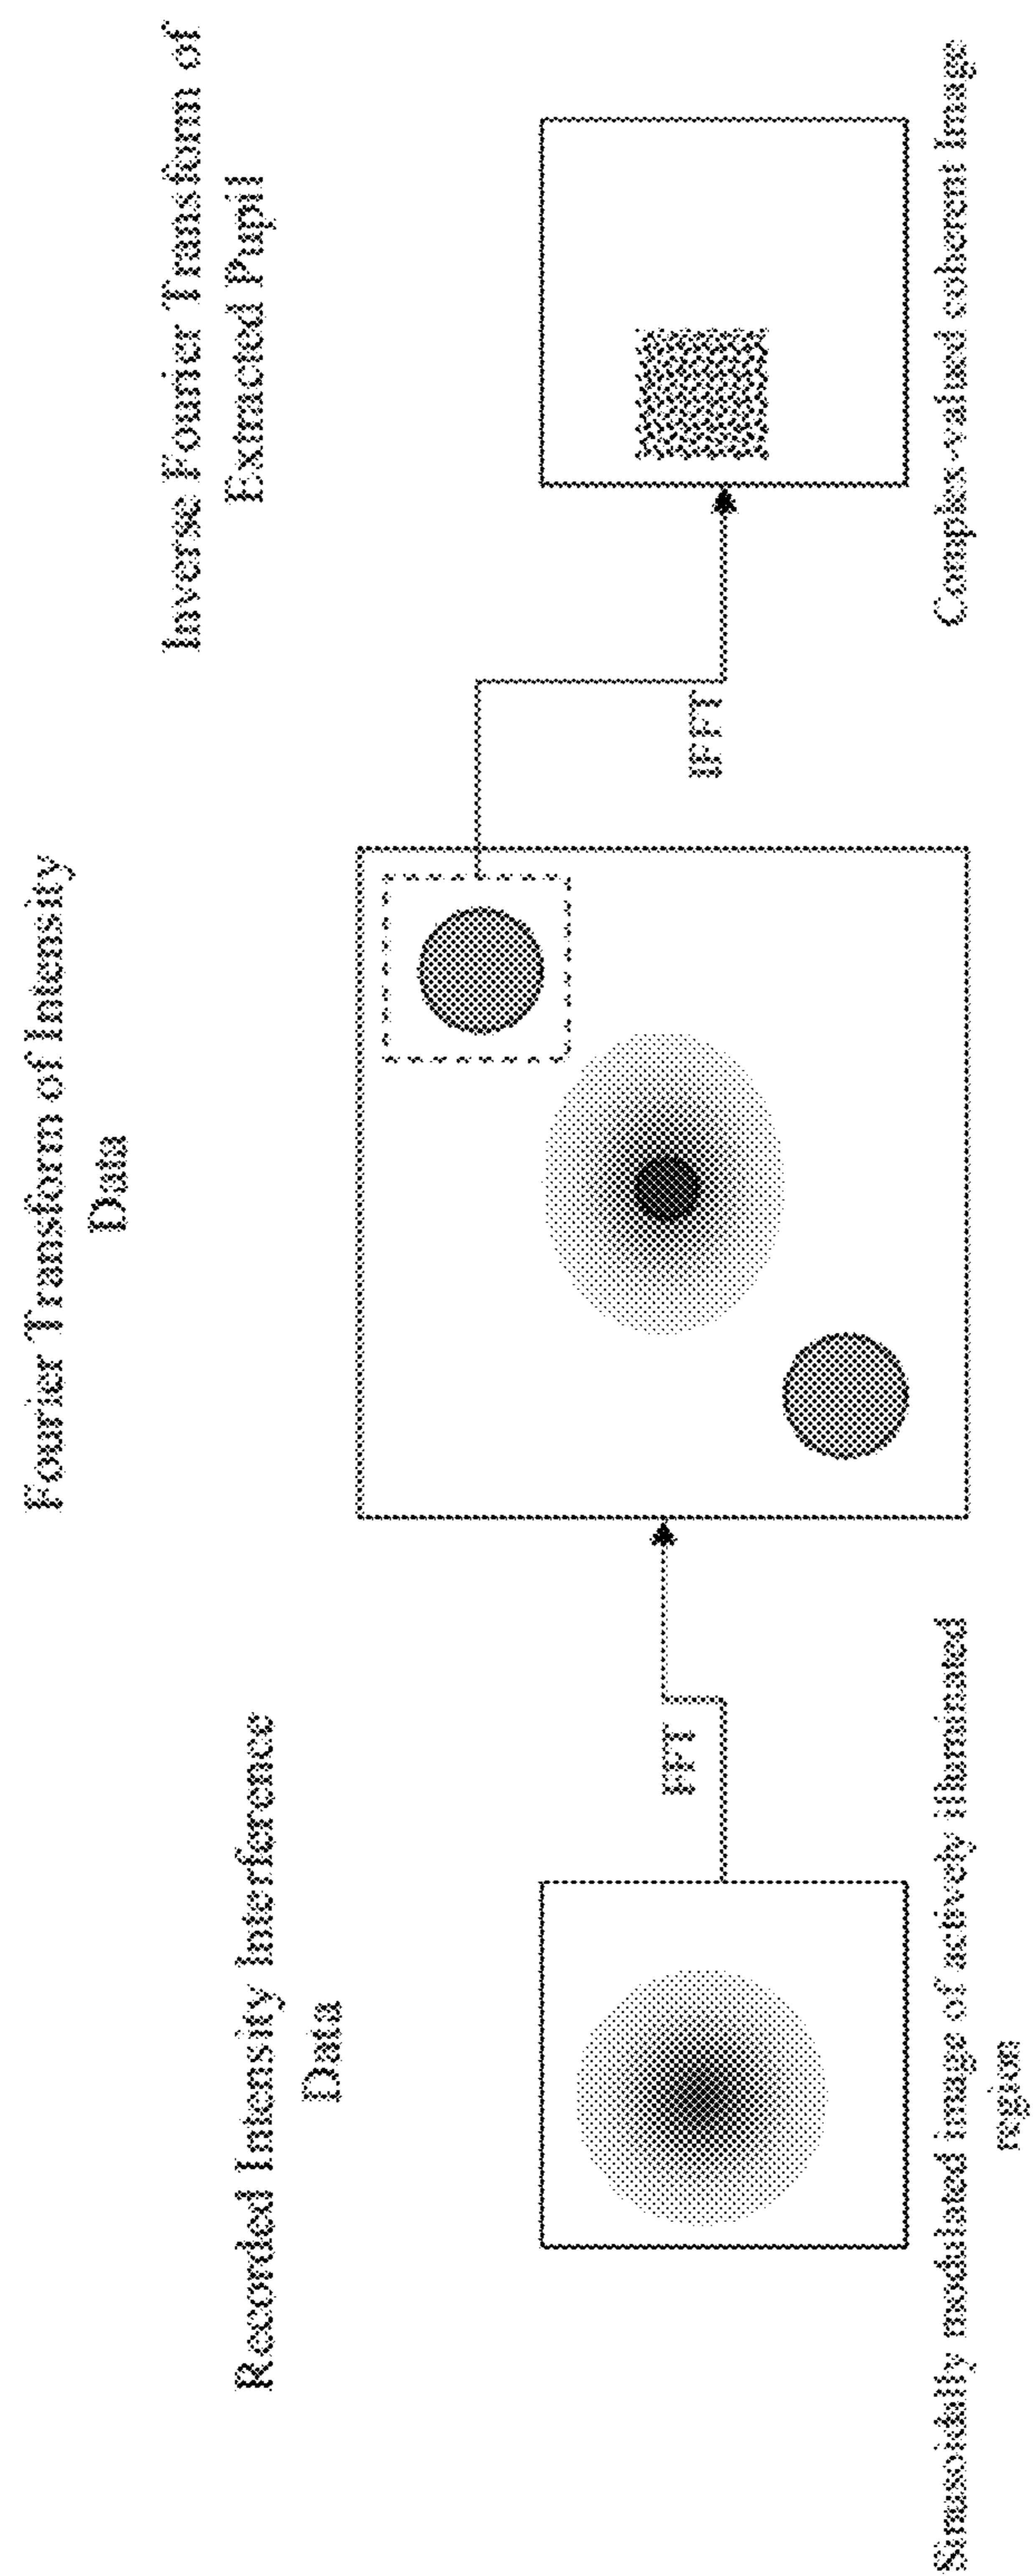 Recorded Intensity Interference
Data
Sinusoidally modulated image of actively illuminated
region
FFT
Fourier Transform of Intensity
Data
IFFT
Inverse Fourier Transform of
Extracted Pupil
Complex-valued coherent Image